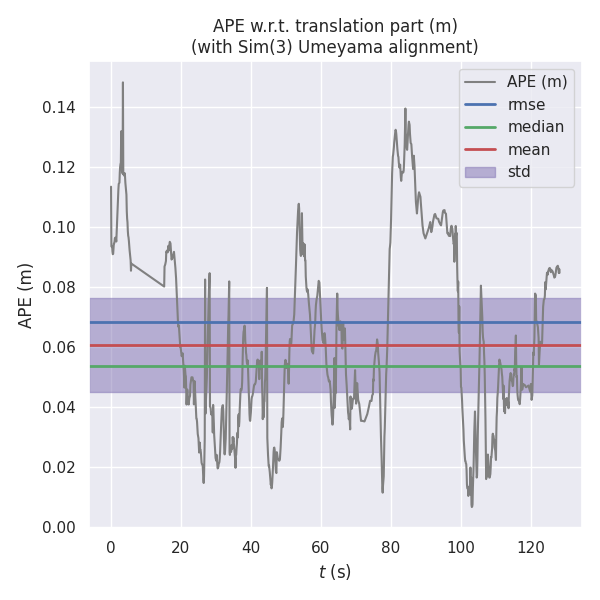 APE w.r.t. translation part (m)
(with Sim(3) Umeyama alignment)
APE (m)
rmse
median
mean
std
0.14
0.12
0.10
0.08
0.06
0.04
0.02
0.00
APE (m)
0 20 40 60 80 100 120
t (s)